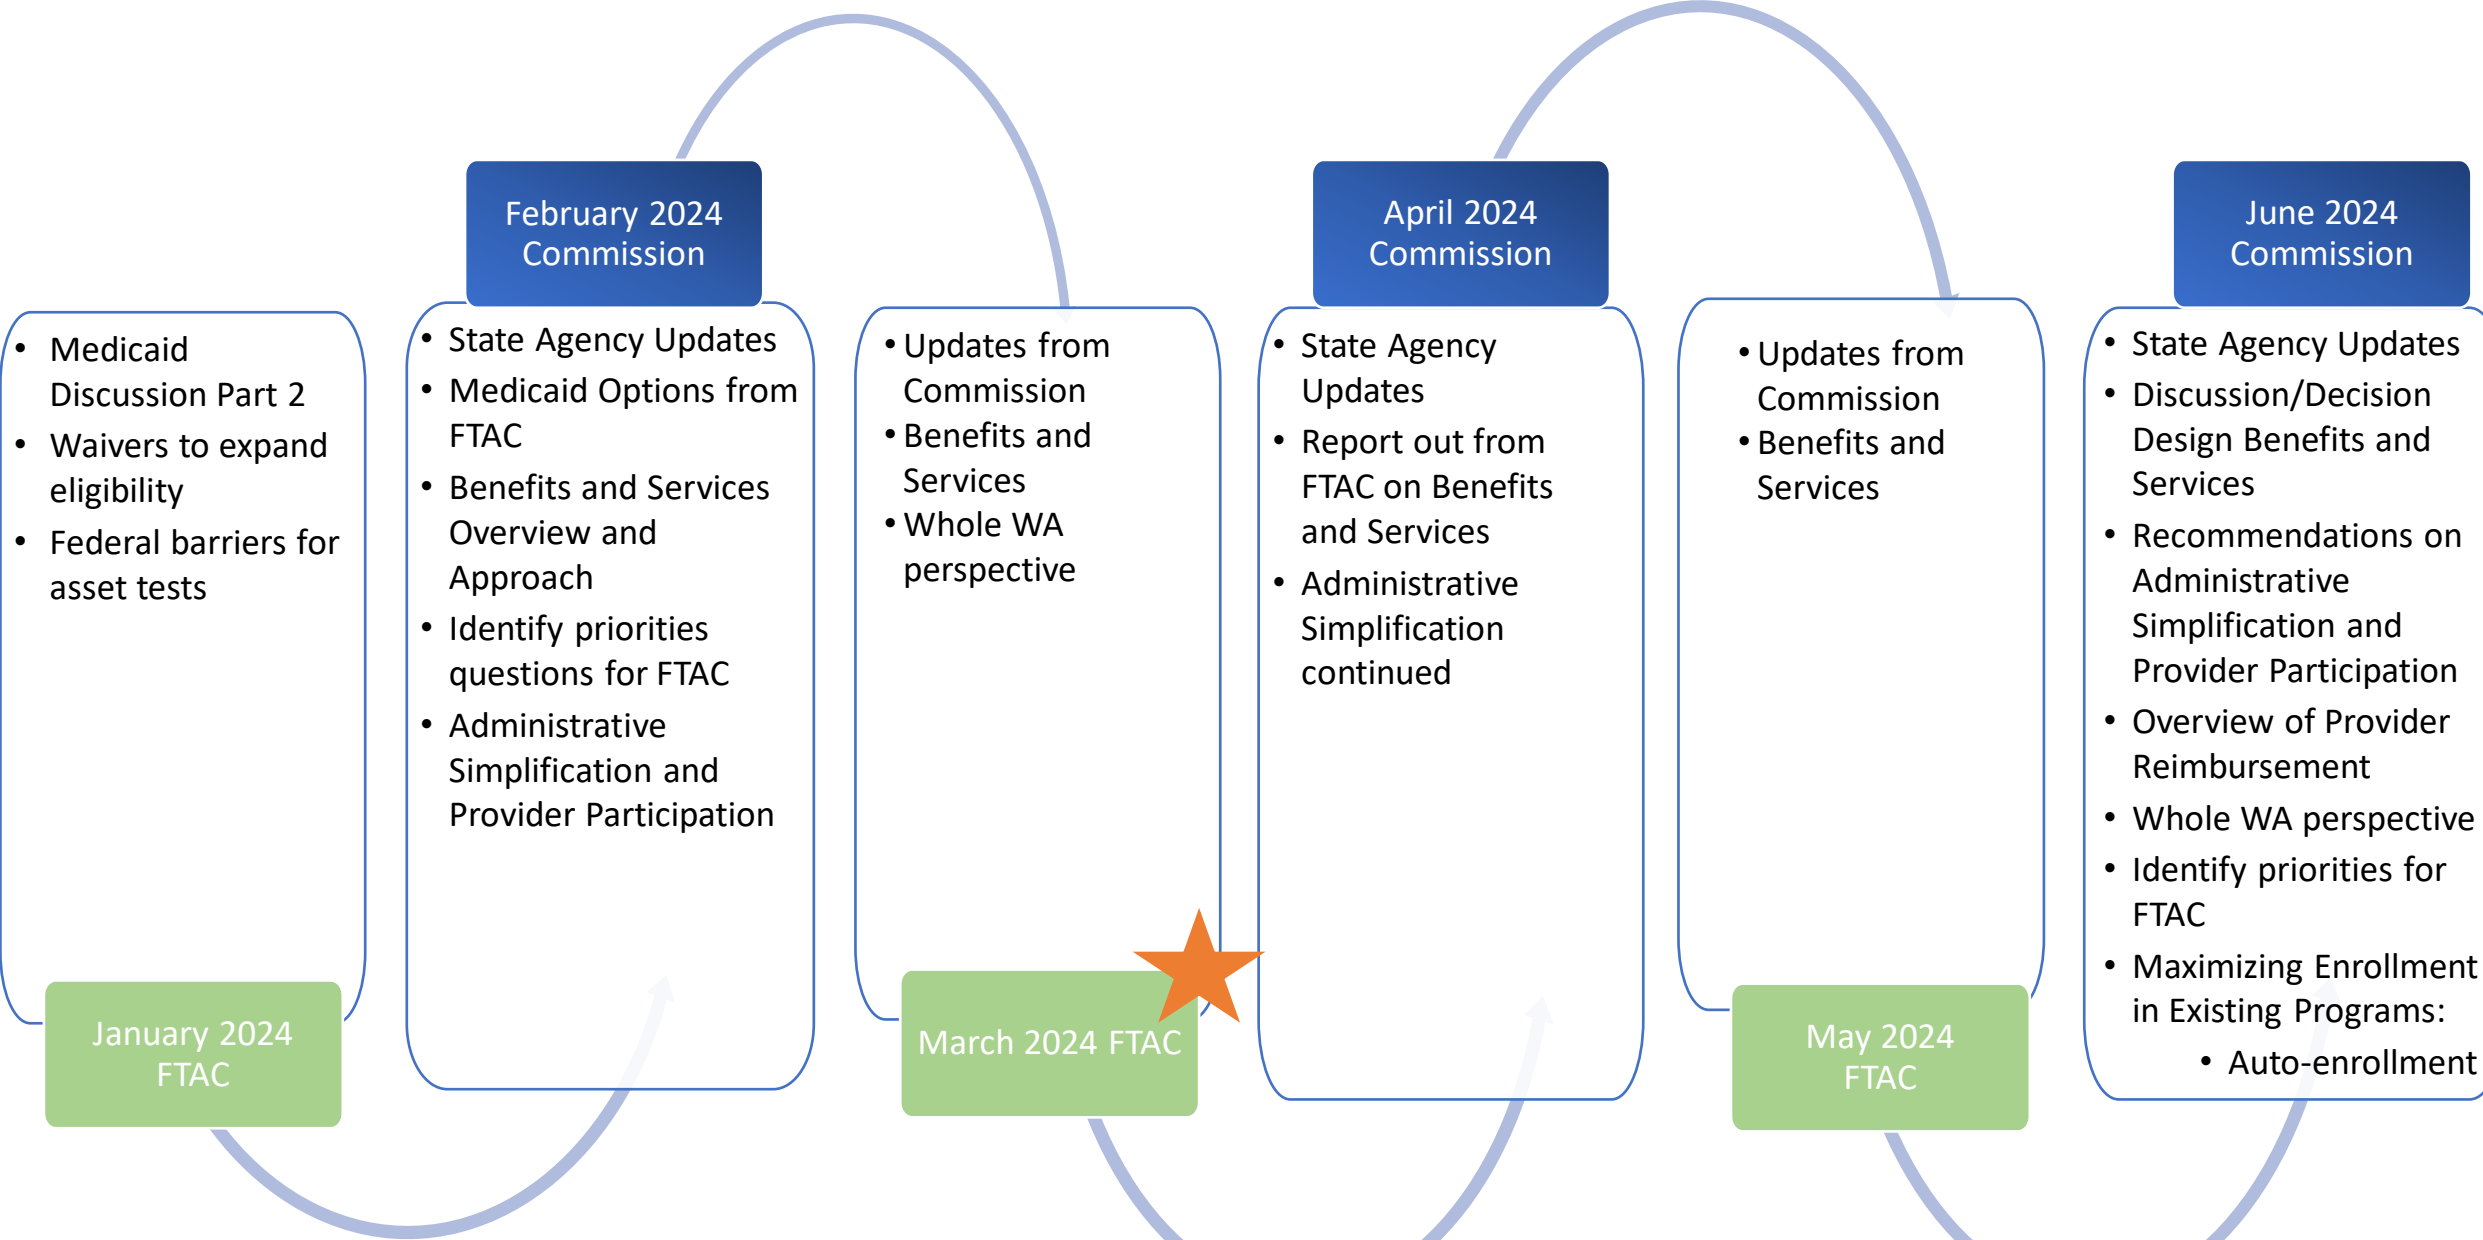 • Medicaid
Discussion Part 2
• Waivers to expand
eligibility
• Federal barriers for
asset tests
January 2024
FTAC
February 2024
Commission
• State Agency Updates
• Medicaid Options from
FTAC
• Benefits and Services
Overview and
Approach
• Identify priorities
questions for FTAC
• Administrative
Simplification and
Provider Participation
• Updates from
Commission
• Benefits and
Services
• Whole WA
perspective
March 2024 FTAC
April 2024
Commission
• State Agency
Updates
• Report out from
FTAC on Benefits
and Services
• Administrative
Simplification
continued
• Updates from
Commission
• Benefits and
Services
May 2024
FTAC
June 2024
Commission
• State Agency Updates
• Discussion/Decision
Design Benefits and
Services
• Recommendations on
Administrative
Simplification and
Provider Participation
• Overview of Provider
Reimbursement
• Whole WA perspective
• Identify priorities for
FTAC
• Maximizing Enrollment
in Existing Programs:
• Auto-enrollment